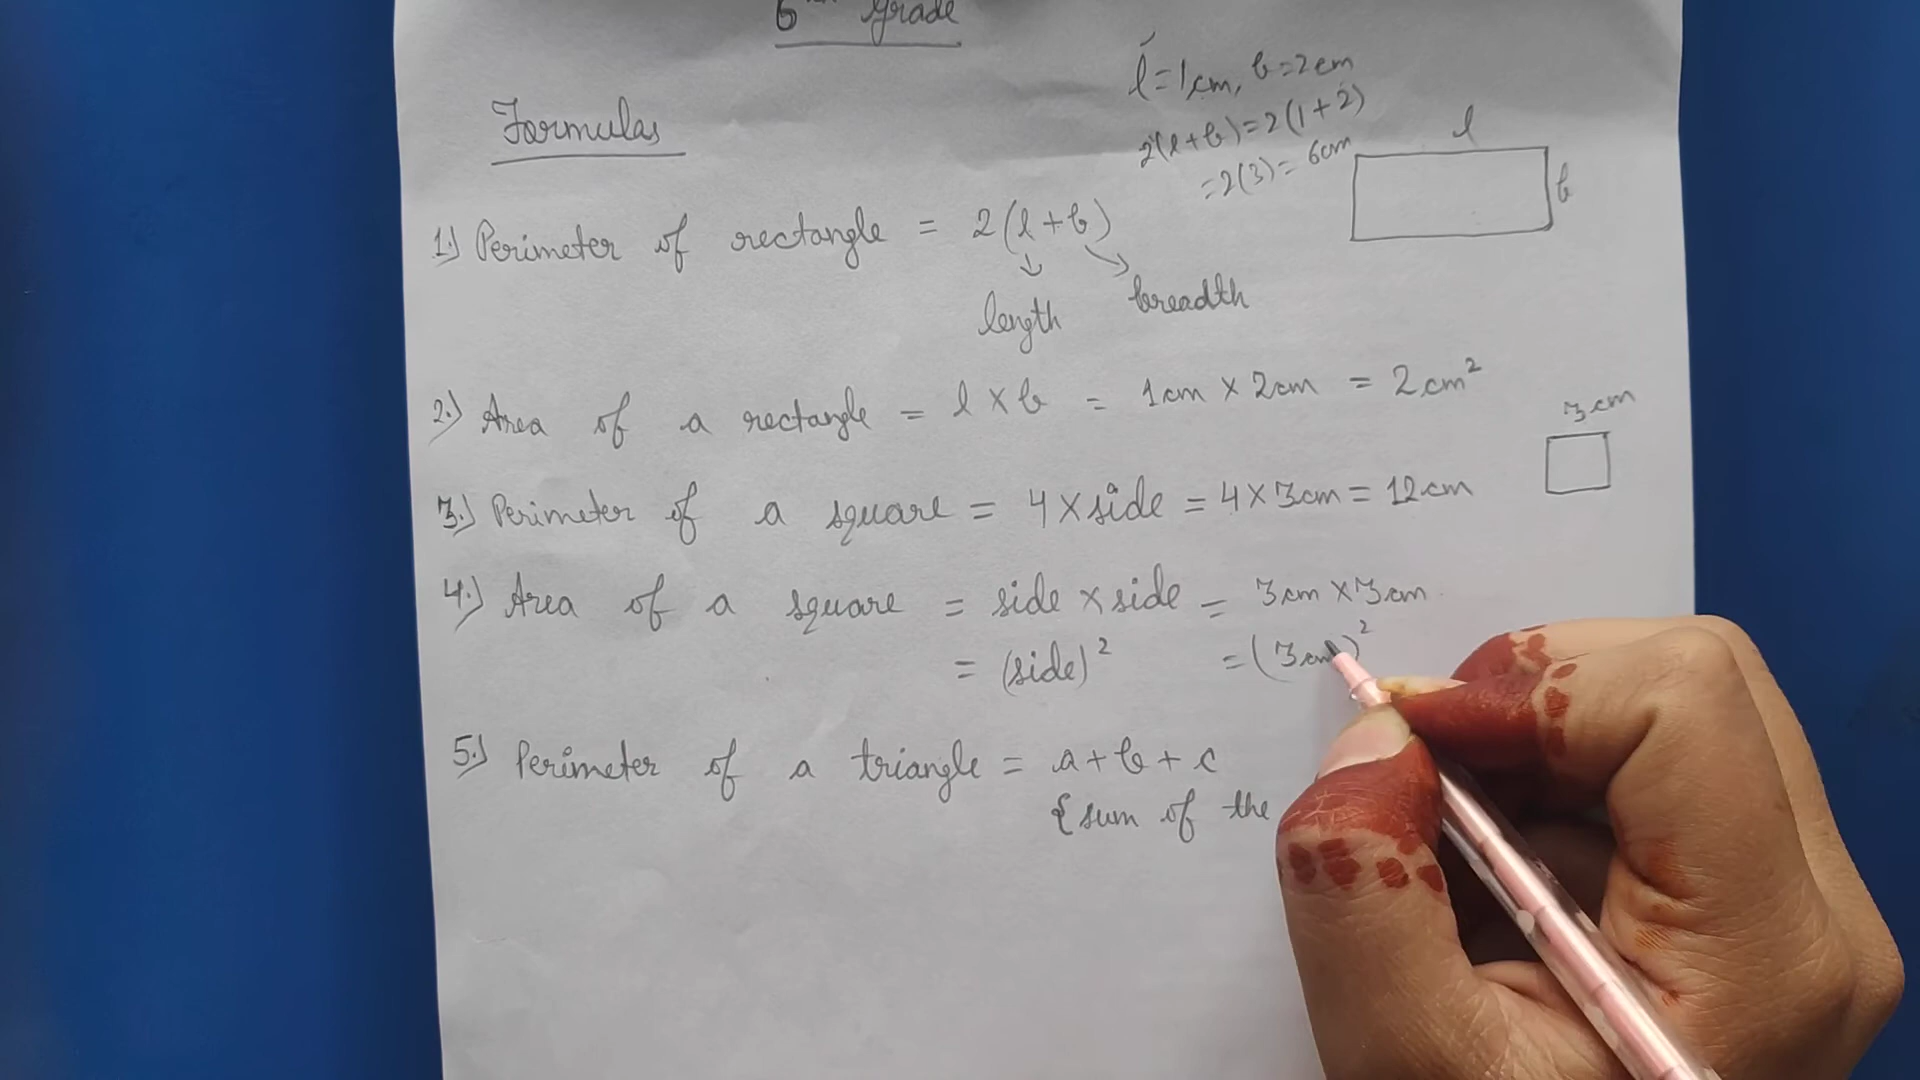 6th Grade
Formulas
l = 1cm, b = 2cm
2(l+b) = 2(1+2)
= 2(3) = 6cm
l
b
1.) Perimeter of rectangle = 2(l+b)
length
breadth
2.) Area of a rectangle = l × b = 1cm × 2cm = 2cm²
3cm
3.) Perimeter of a square = 4 × side = 4 × 3cm = 12cm
4.) Area of a square = side × side = 3cm × 3cm
= (side)² = (3cm)²
5.) Perimeter of a triangle = a + b + c
{sum of the